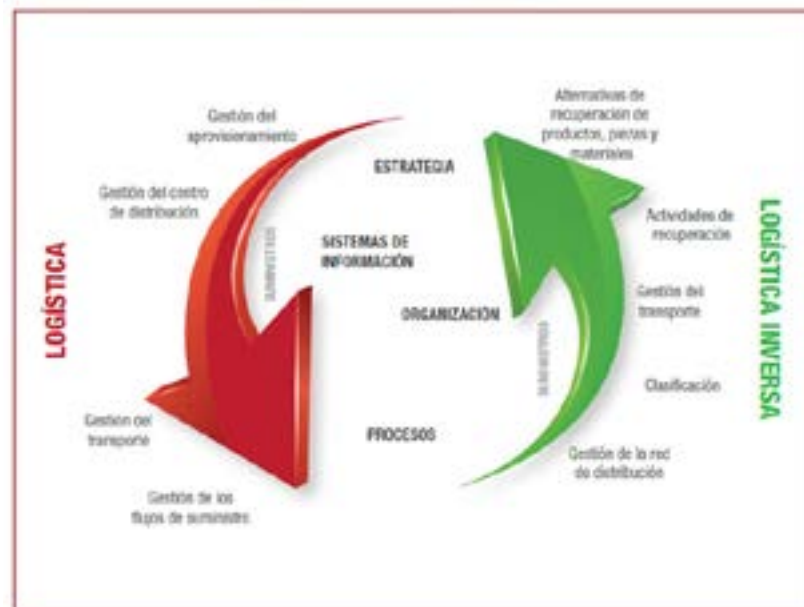 LOGÍSTICA
Gestión del
aprovisionamiento
Gestión del centro
de distribución
SUMINISTROS
Gestión del
transporte
Gestión de los
flujos de suministro
ESTRATEGIA
SISTEMAS DE
INFORMACIÓN
ORGANIZACIÓN
PROCESOS
Alternativas de
recuperación de
productos, piezas y
materiales
Actividades de
recuperación
Gestión del
transporte
Clasificación
Gestión de la red
de distribución
LOGÍSTICA INVERSA